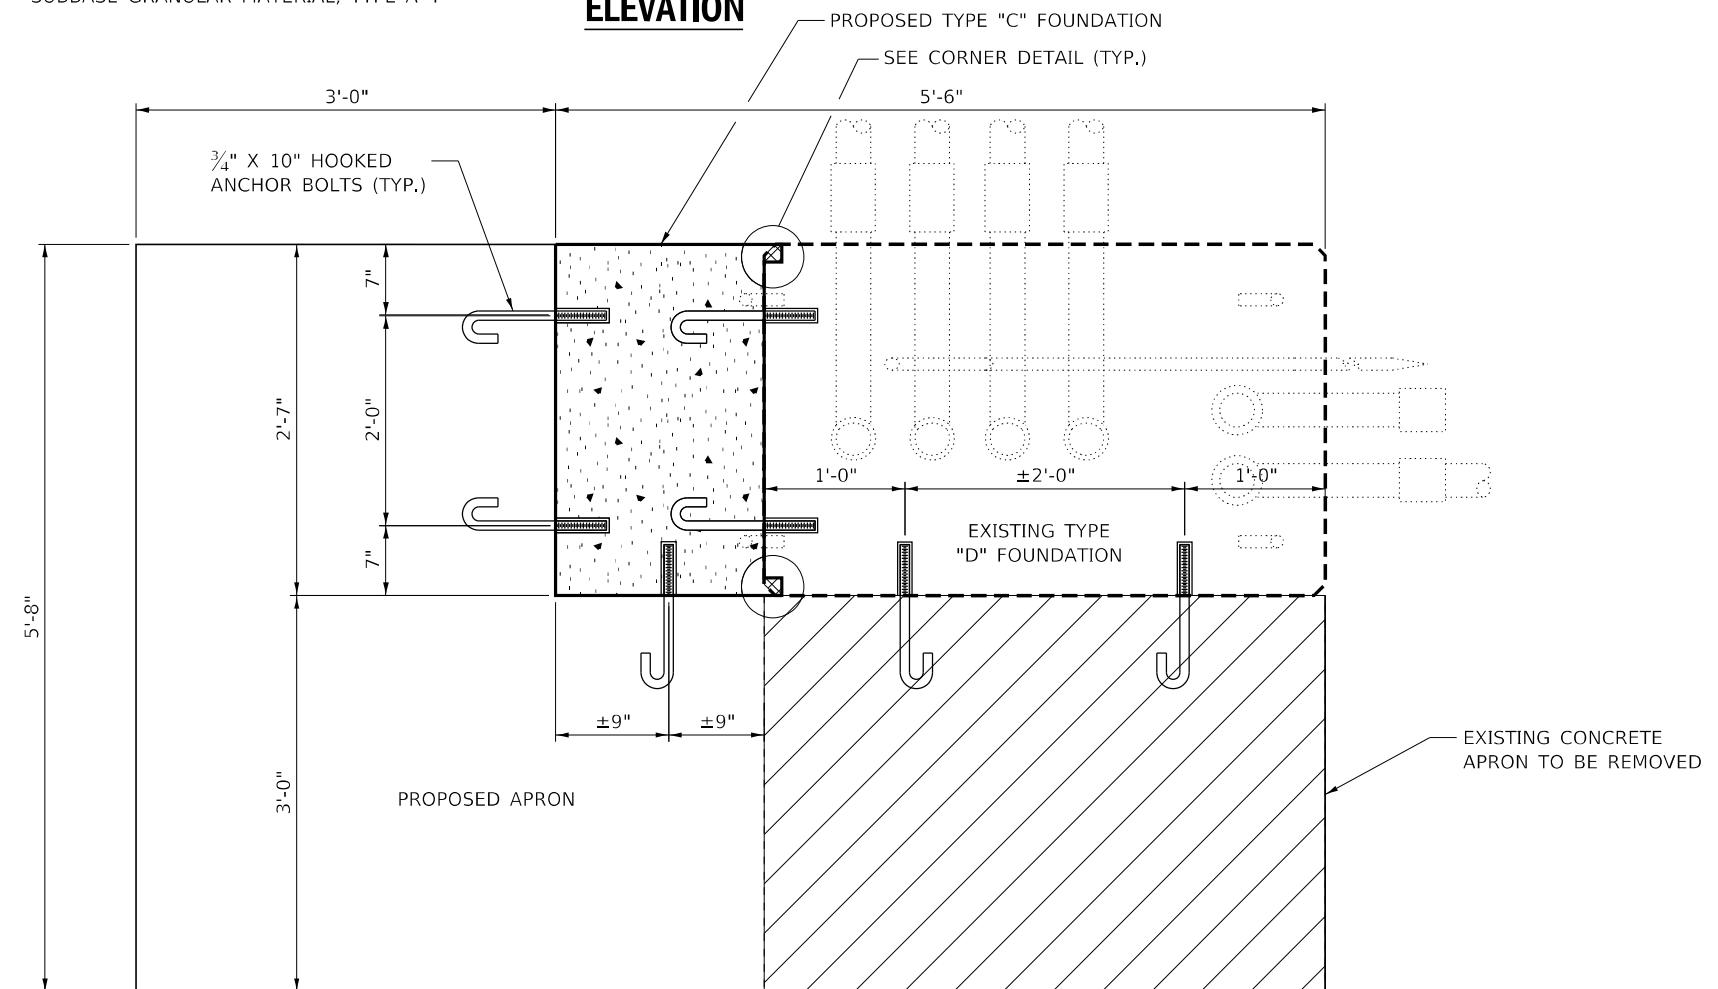 ELEVATION
PROPOSED TYPE "C" FOUNDATION
SEE CORNER DETAIL (TYP.)
3'-0"
5'-6"
¾" X 10" HOOKED
ANCHOR BOLTS (TYP.)
7"
2'-7"
2'-0"
1'-0"
±2'-0"
1'-0"
EXISTING TYPE
"D" FOUNDATION
7"
5'-8"
±9"
±9"
EXISTING CONCRETE
APRON TO BE REMOVED
3'-0"
PROPOSED APRON